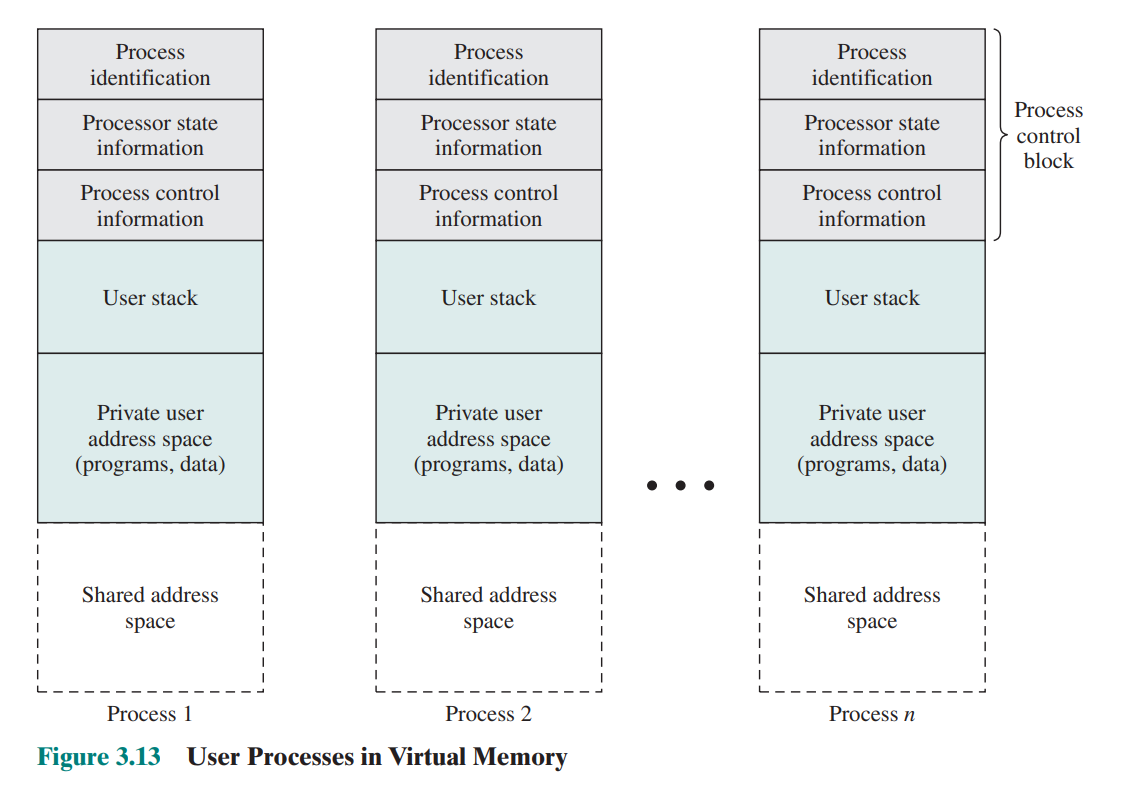 Process
identification
Processor state
information
Process control
information
User stack
Private user
address space
(programs, data)
Shared address
space
Process 1
Process
identification
Processor state
information
Process control
information
User stack
Private user
address space
(programs, data)
Shared address
space
Process 2
• • •
Process
identification
Processor state
information
Process control
information
User stack
Private user
address space
(programs, data)
Shared address
space
Process n
Process
control
block
Figure 3.13 User Processes in Virtual Memory